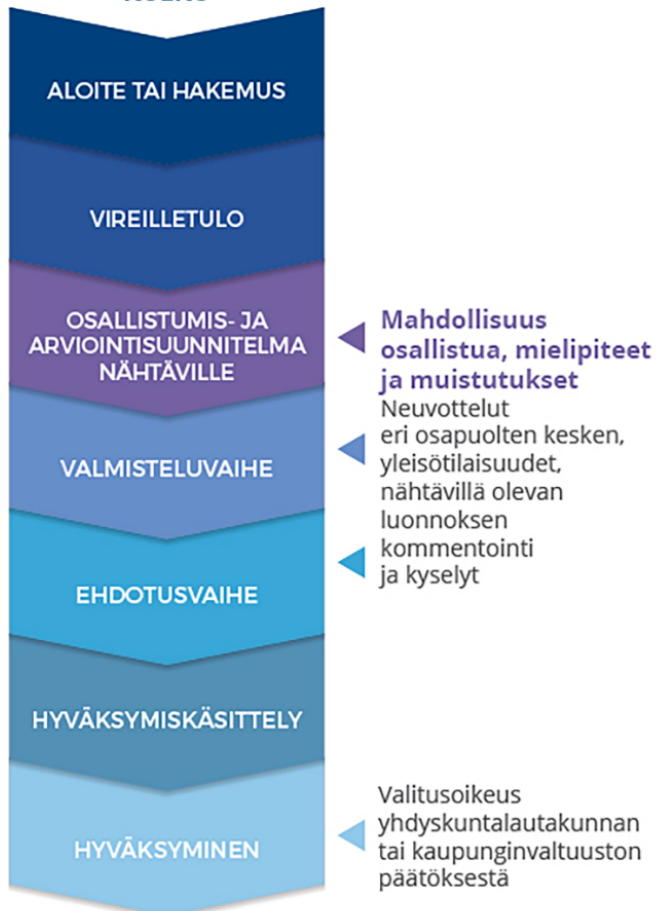 ALOITE TAI HAKEMUS
VIREILLETULO
OSALLISTUMIS- JA
ARVIOINTISUUNNITELMA
NÄHTÄVILLE
Mahdollisuus
osallistua, mielipiteet
ja muistutukset
VALMISTELUVAIHE
Neuvottelut
eri osapuolten kesken,
yleisötilaisuudet,
nähtävillä olevan
luonnoksen
kommentointi
ja kyselyt
EHDOTUSVAIHE
HYVÄKSYMISKÄSITTELY
HYVÄKSYMINEN
Valitusoikeus
yhdyskuntalautakunnan
tai kaupunginvaltuuston
päätöksestä